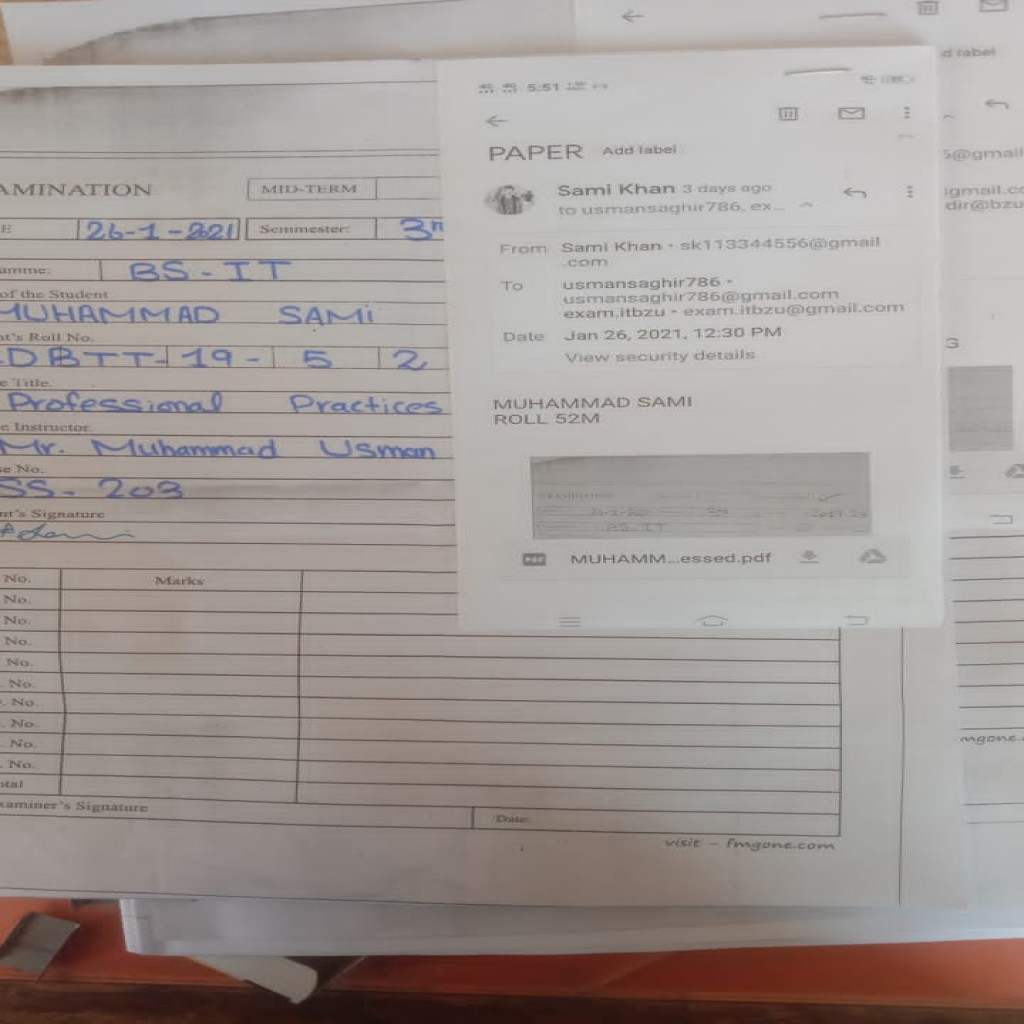 AMINATION
MID-TERM
E
26-1-2021
Semmester:
amme:
BS-IT
of the Student
MUHAMMAD SAMi
nt's Roll No.
DBTT-19-52
e Title.
Professional Practices
e Instructor.
Mr. Muhammad Usman
se No.
SS-203
nt's Signature
No.
Marks
No.
No.
No.
No.
No.
No.
No.
No.
No.
otal
xaminer's Signature
Date:
visit - fmgone.com
5:51
PAPER Add label
Sami Khan 3 days ago
to usmansaghir786, ex...
From Sami Khan • sk113344556@gmail
.com
To usmansaghir786 •
usmansaghir786@gmail.com
exam.itbzu • exam.itbzu@gmail.com
Date Jan 26, 2021, 12:30 PM
View security details
MUHAMMAD SAMI
ROLL 52M
BS-IT
PDF MUHAMM...essed.pdf
d label
5@gmail
gmail.co
dir@bzu
G
mgone.